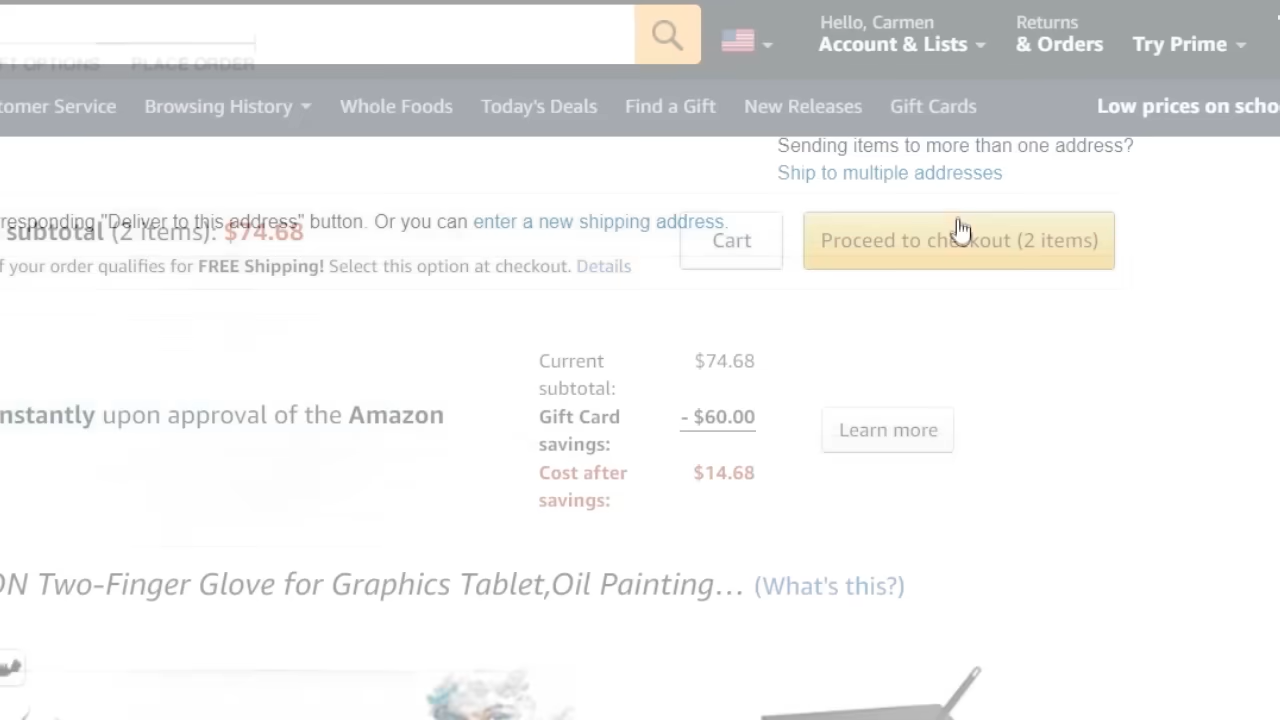 Hello, Carmen
Returns
Account & Lists
& Orders
Try Prime
OPTIONS
PLACE ORDER
tomer Service
Browsing History
Whole Foods
Today's Deals
Find a Gift
New Releases
Gift Cards
Low prices on scho
Sending items to more than one address?
Ship to multiple addresses
responding "Deliver to this address" button. Or you can enter a new shipping address.
subtotal (2 items): $74.68
Cart
Proceed to checkout (2 items)
f your order qualifies for FREE Shipping! Select this option at checkout. Details
Current subtotal: $74.68
Gift Card savings: - $60.00
Cost after savings: $14.68
nstantly upon approval of the Amazon
Learn more
ON Two-Finger Glove for Graphics Tablet,Oil Painting... (What's this?)